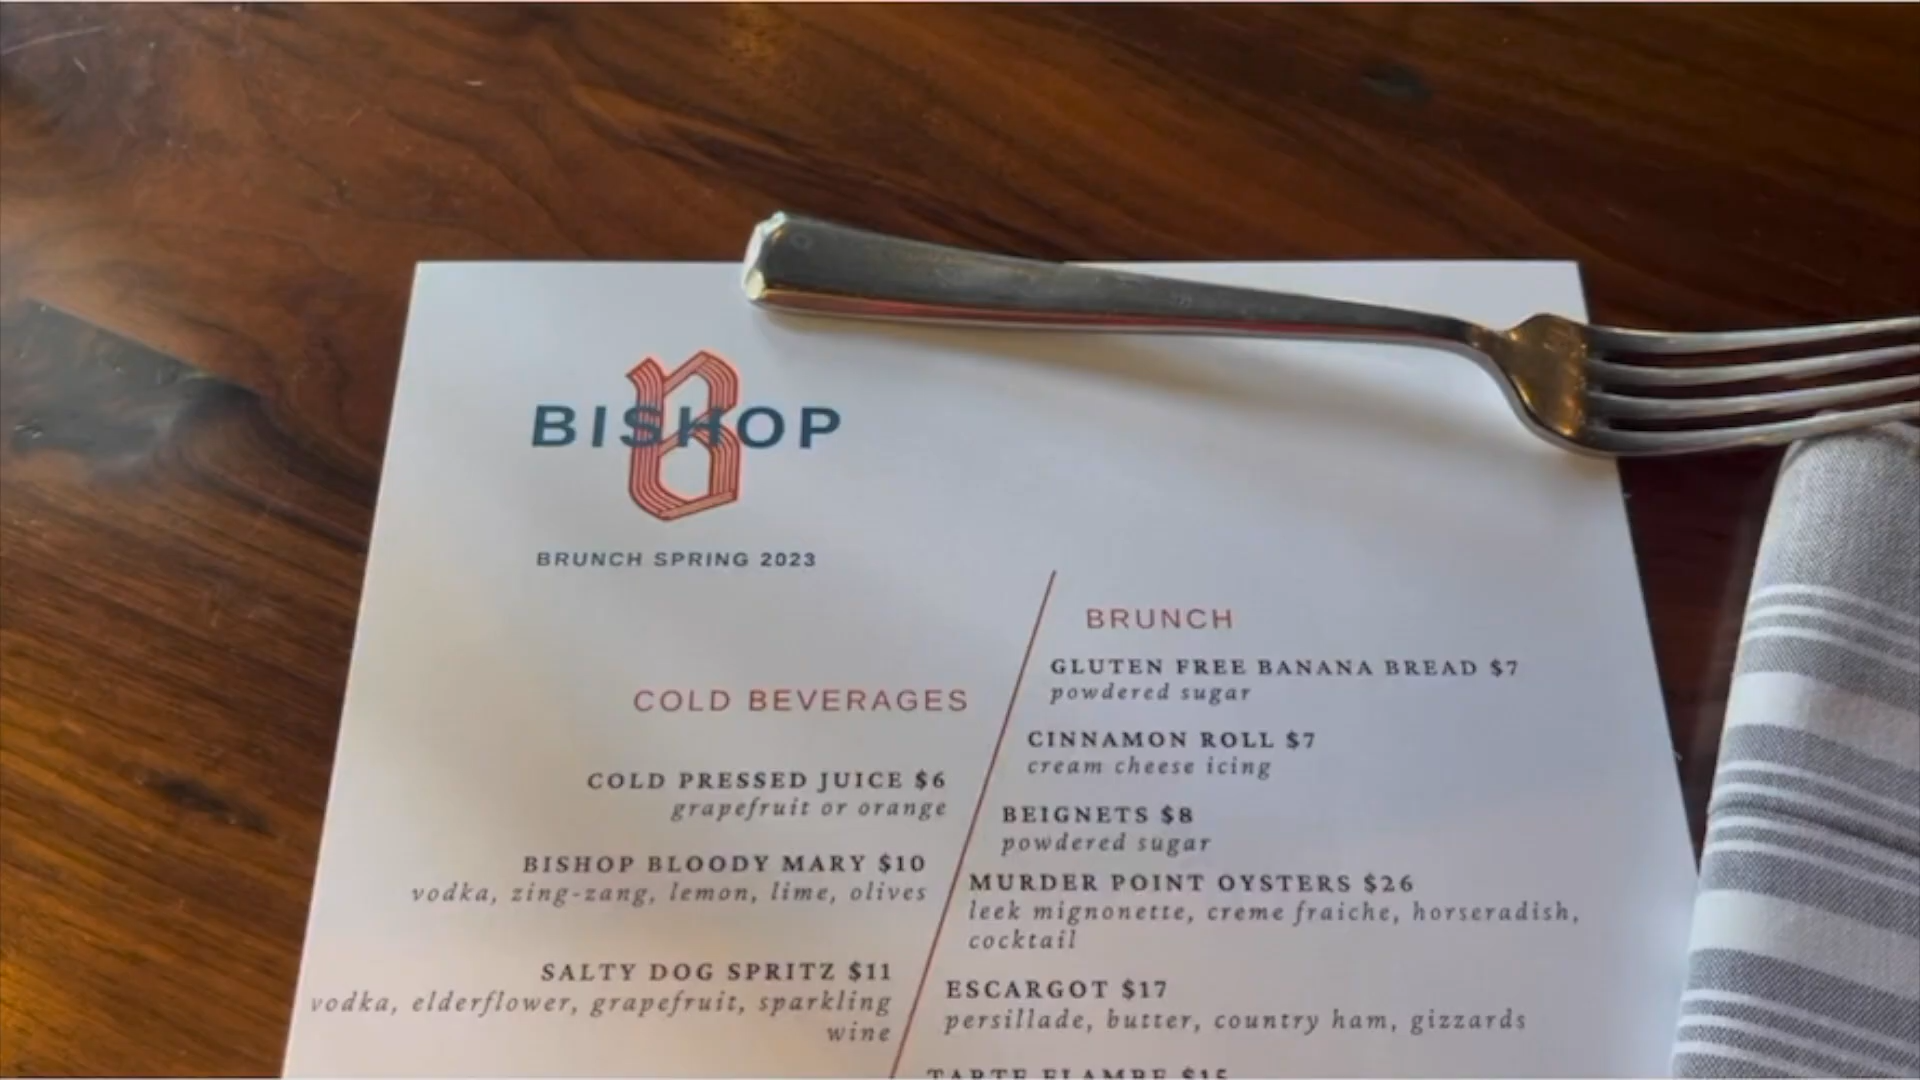 BISHOP
BRUNCH SPRING 2023
COLD BEVERAGES
COLD PRESSED JUICE $6
grapefruit or orange
BISHOP BLOODY MARY $10
vodka, zing-zang, lemon, lime, olives
SALTY DOG SPRITZ $11
vodka, elderflower, grapefruit, sparkling
wine
BRUNCH
GLUTEN FREE BANANA BREAD $7
powdered sugar
CINNAMON ROLL $7
cream cheese icing
BEIGNETS $8
powdered sugar
MURDER POINT OYSTERS $26
leek mignonette, creme fraiche, horseradish,
cocktail
ESCARGOT $17
persillade, butter, country ham, gizzards
TARTE FLAMBE $15